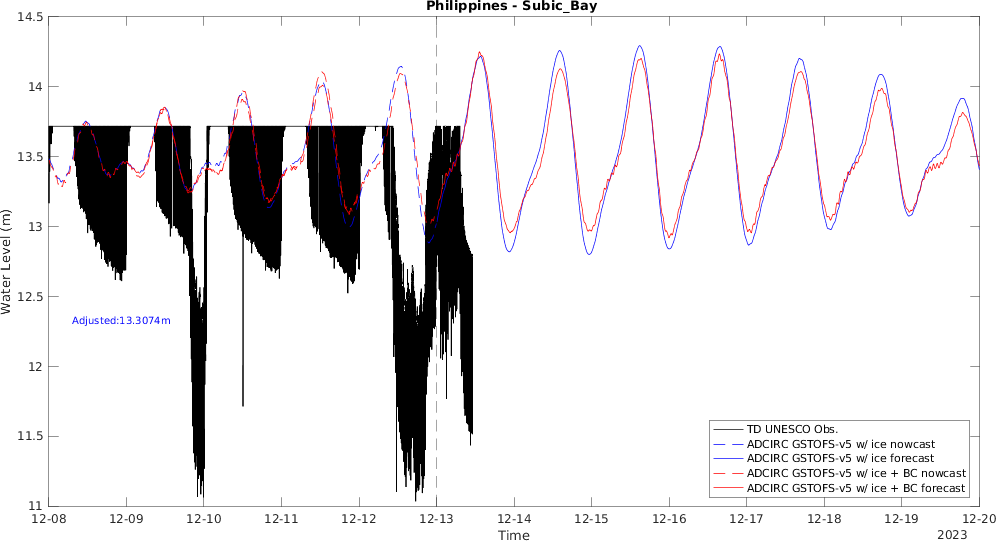 Philippines - Subic_Bay
14.5
14
13.5
13
12.5
12
11.5
11
Water Level (m)
Adjusted:13.3074m
TD UNESCO Obs.
ADCIRC GSTOFS-v5 w/ ice nowcast
ADCIRC GSTOFS-v5 w/ ice forecast
ADCIRC GSTOFS-v5 w/ ice + BC nowcast
ADCIRC GSTOFS-v5 w/ ice + BC forecast
12-08 12-09 12-10 12-11 12-12 12-13 12-14 12-15 12-16 12-17 12-18 12-19 12-20
Time
2023